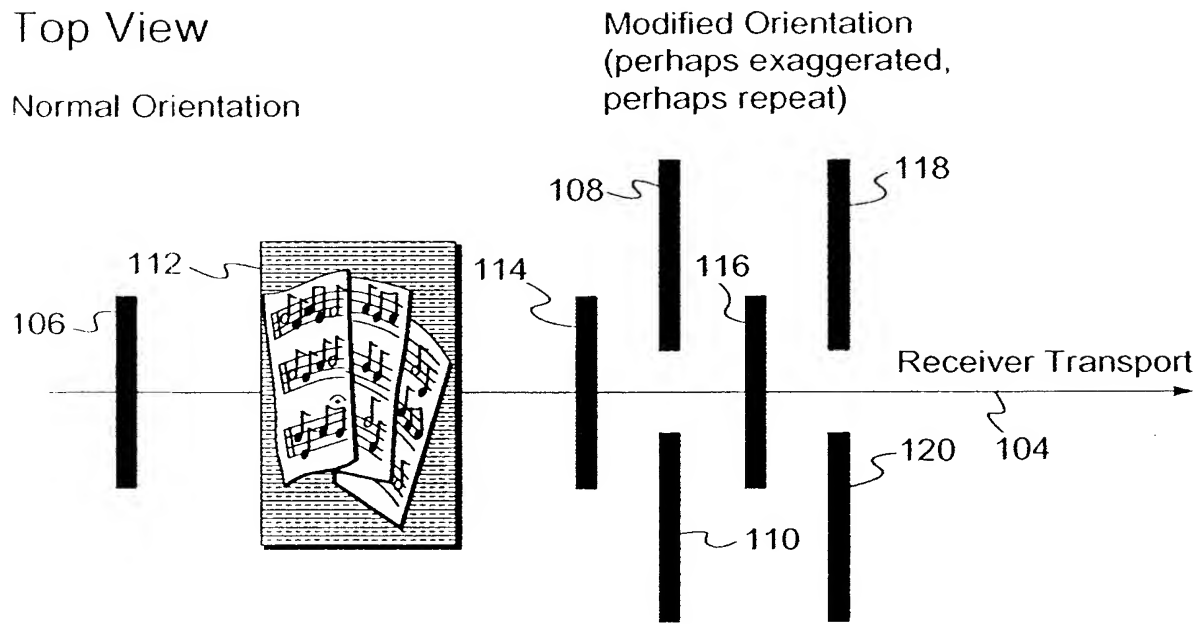 Top View
Normal Orientation
Modified Orientation
(perhaps exaggerated,
perhaps repeat)
108
118
112
114
116
106
Receiver Transport
104
120
110